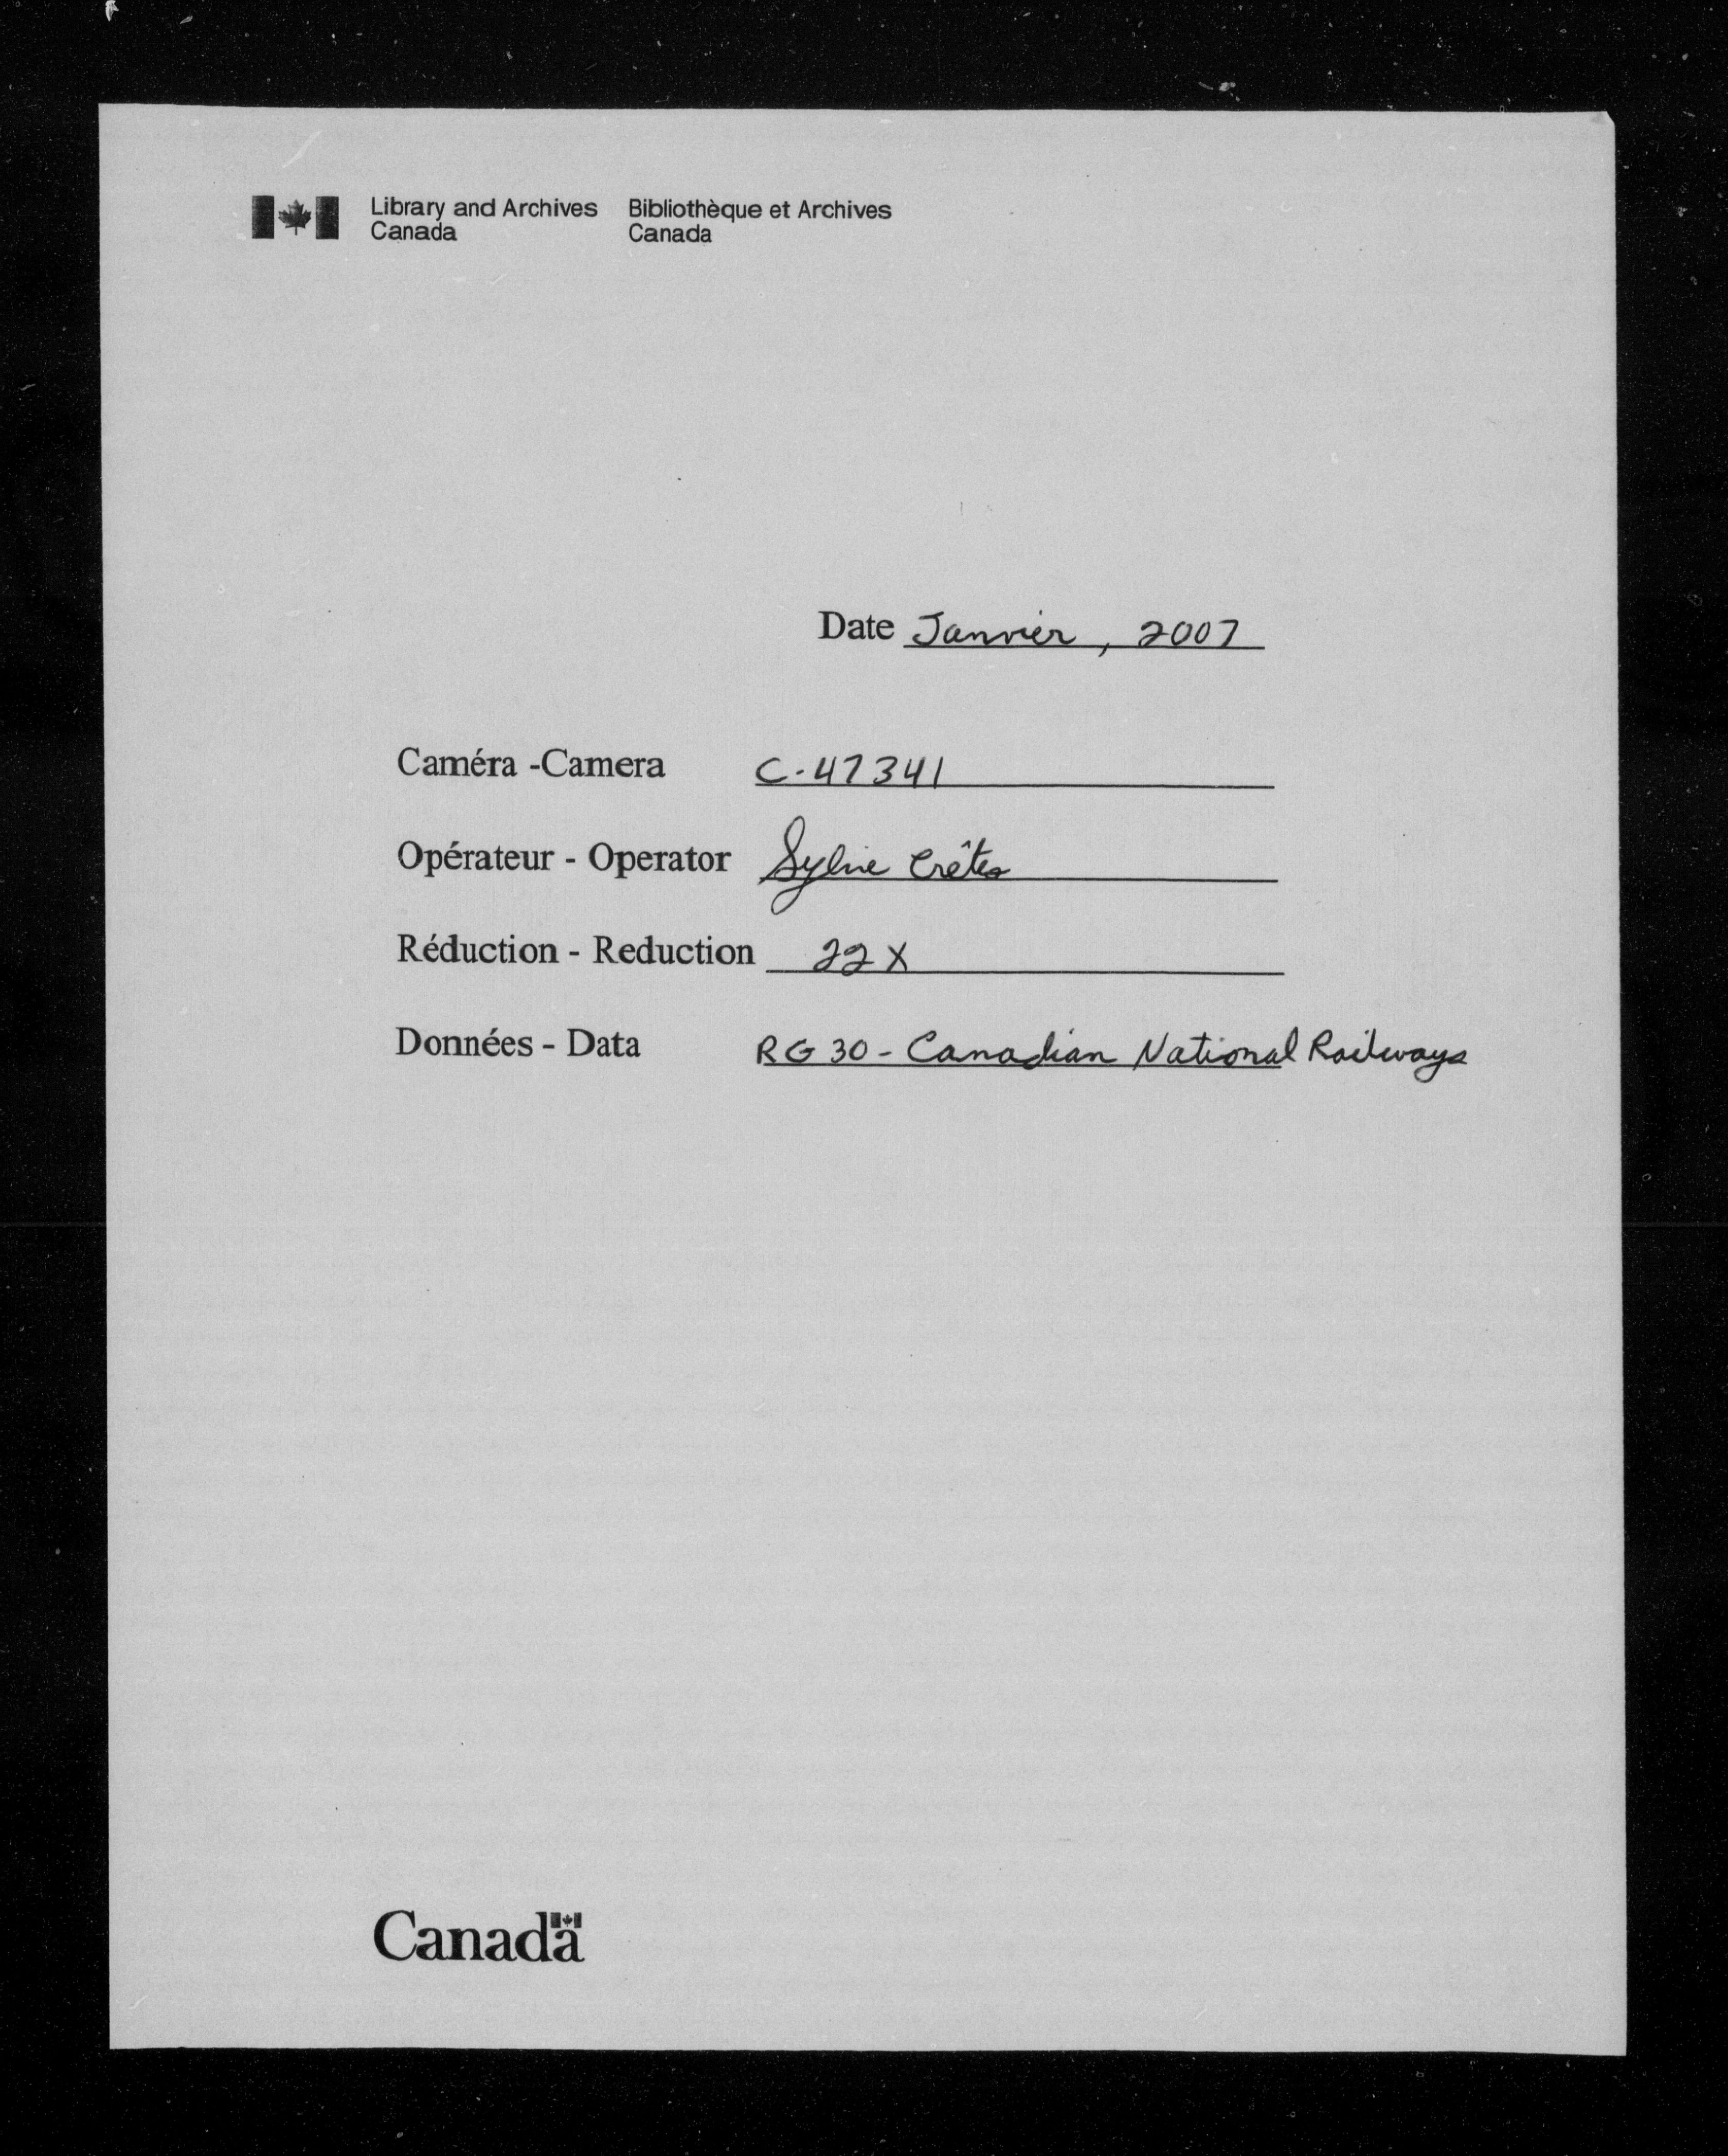 Library and Archives Bibliothèque et Archives
Canada Canada
Date Janvier, 2007
Caméra -Camera C-47341
Opérateur - Operator Sylvie Crêtes
Réduction - Reduction 22X
Données - Data RG 30 - Canadian National Railways
Canada